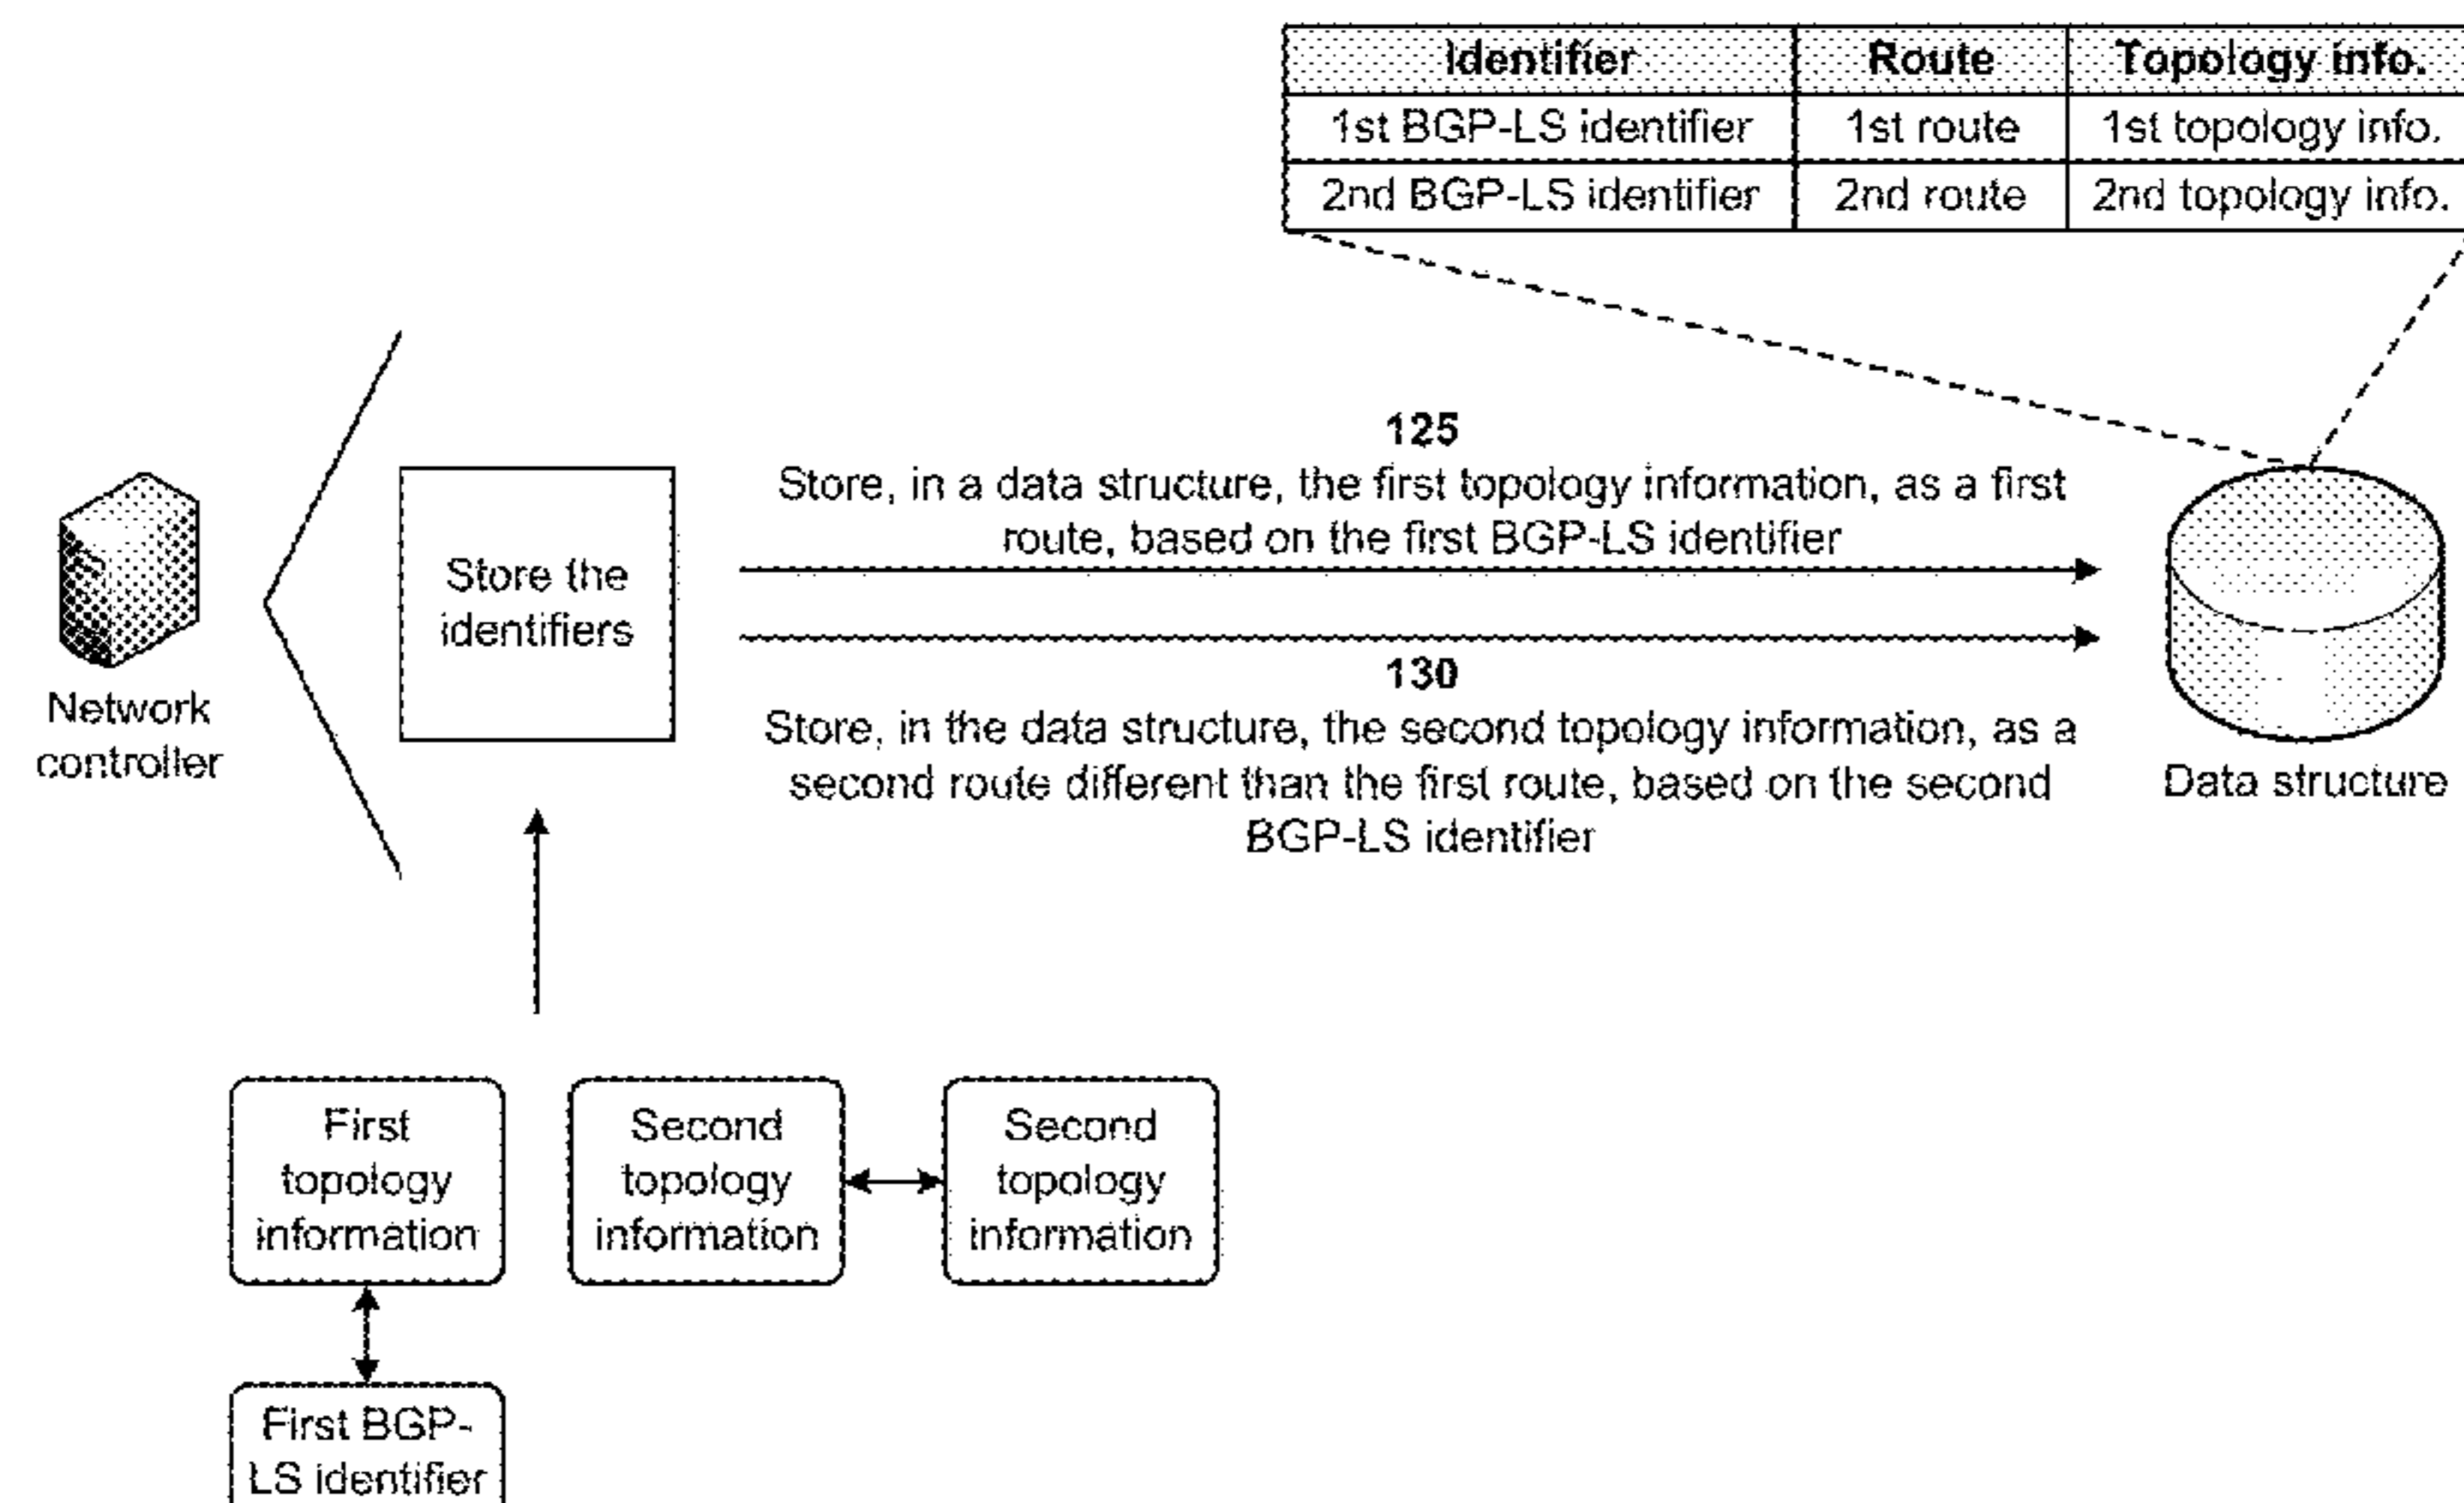 Identifier Route Topology info.
1st BGP-LS identifier 1st route 1st topology info.
2nd BGP-LS identifier 2nd route 2nd topology info.
125
Store, in a data structure, the first topology information, as a first
route, based on the first BGP-LS identifier
Store the
identifiers
130
Store, in the data structure, the second topology information, as a
second route different than the first route, based on the second
BGP-LS identifier
Network
controller
Data structure
First
topology
information
Second
topology
information
Second
topology
information
First BGP-
LS identifier